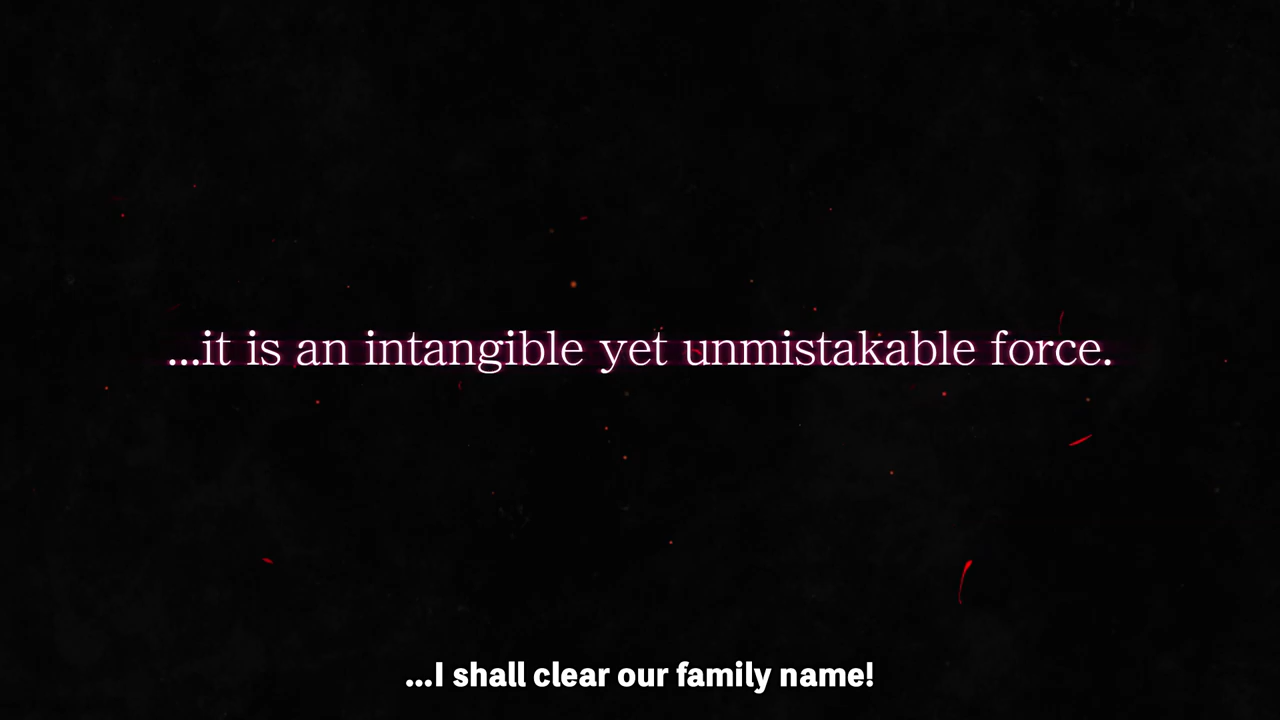 ...it is an intangible yet unmistakable force.
...I shall clear our family name!